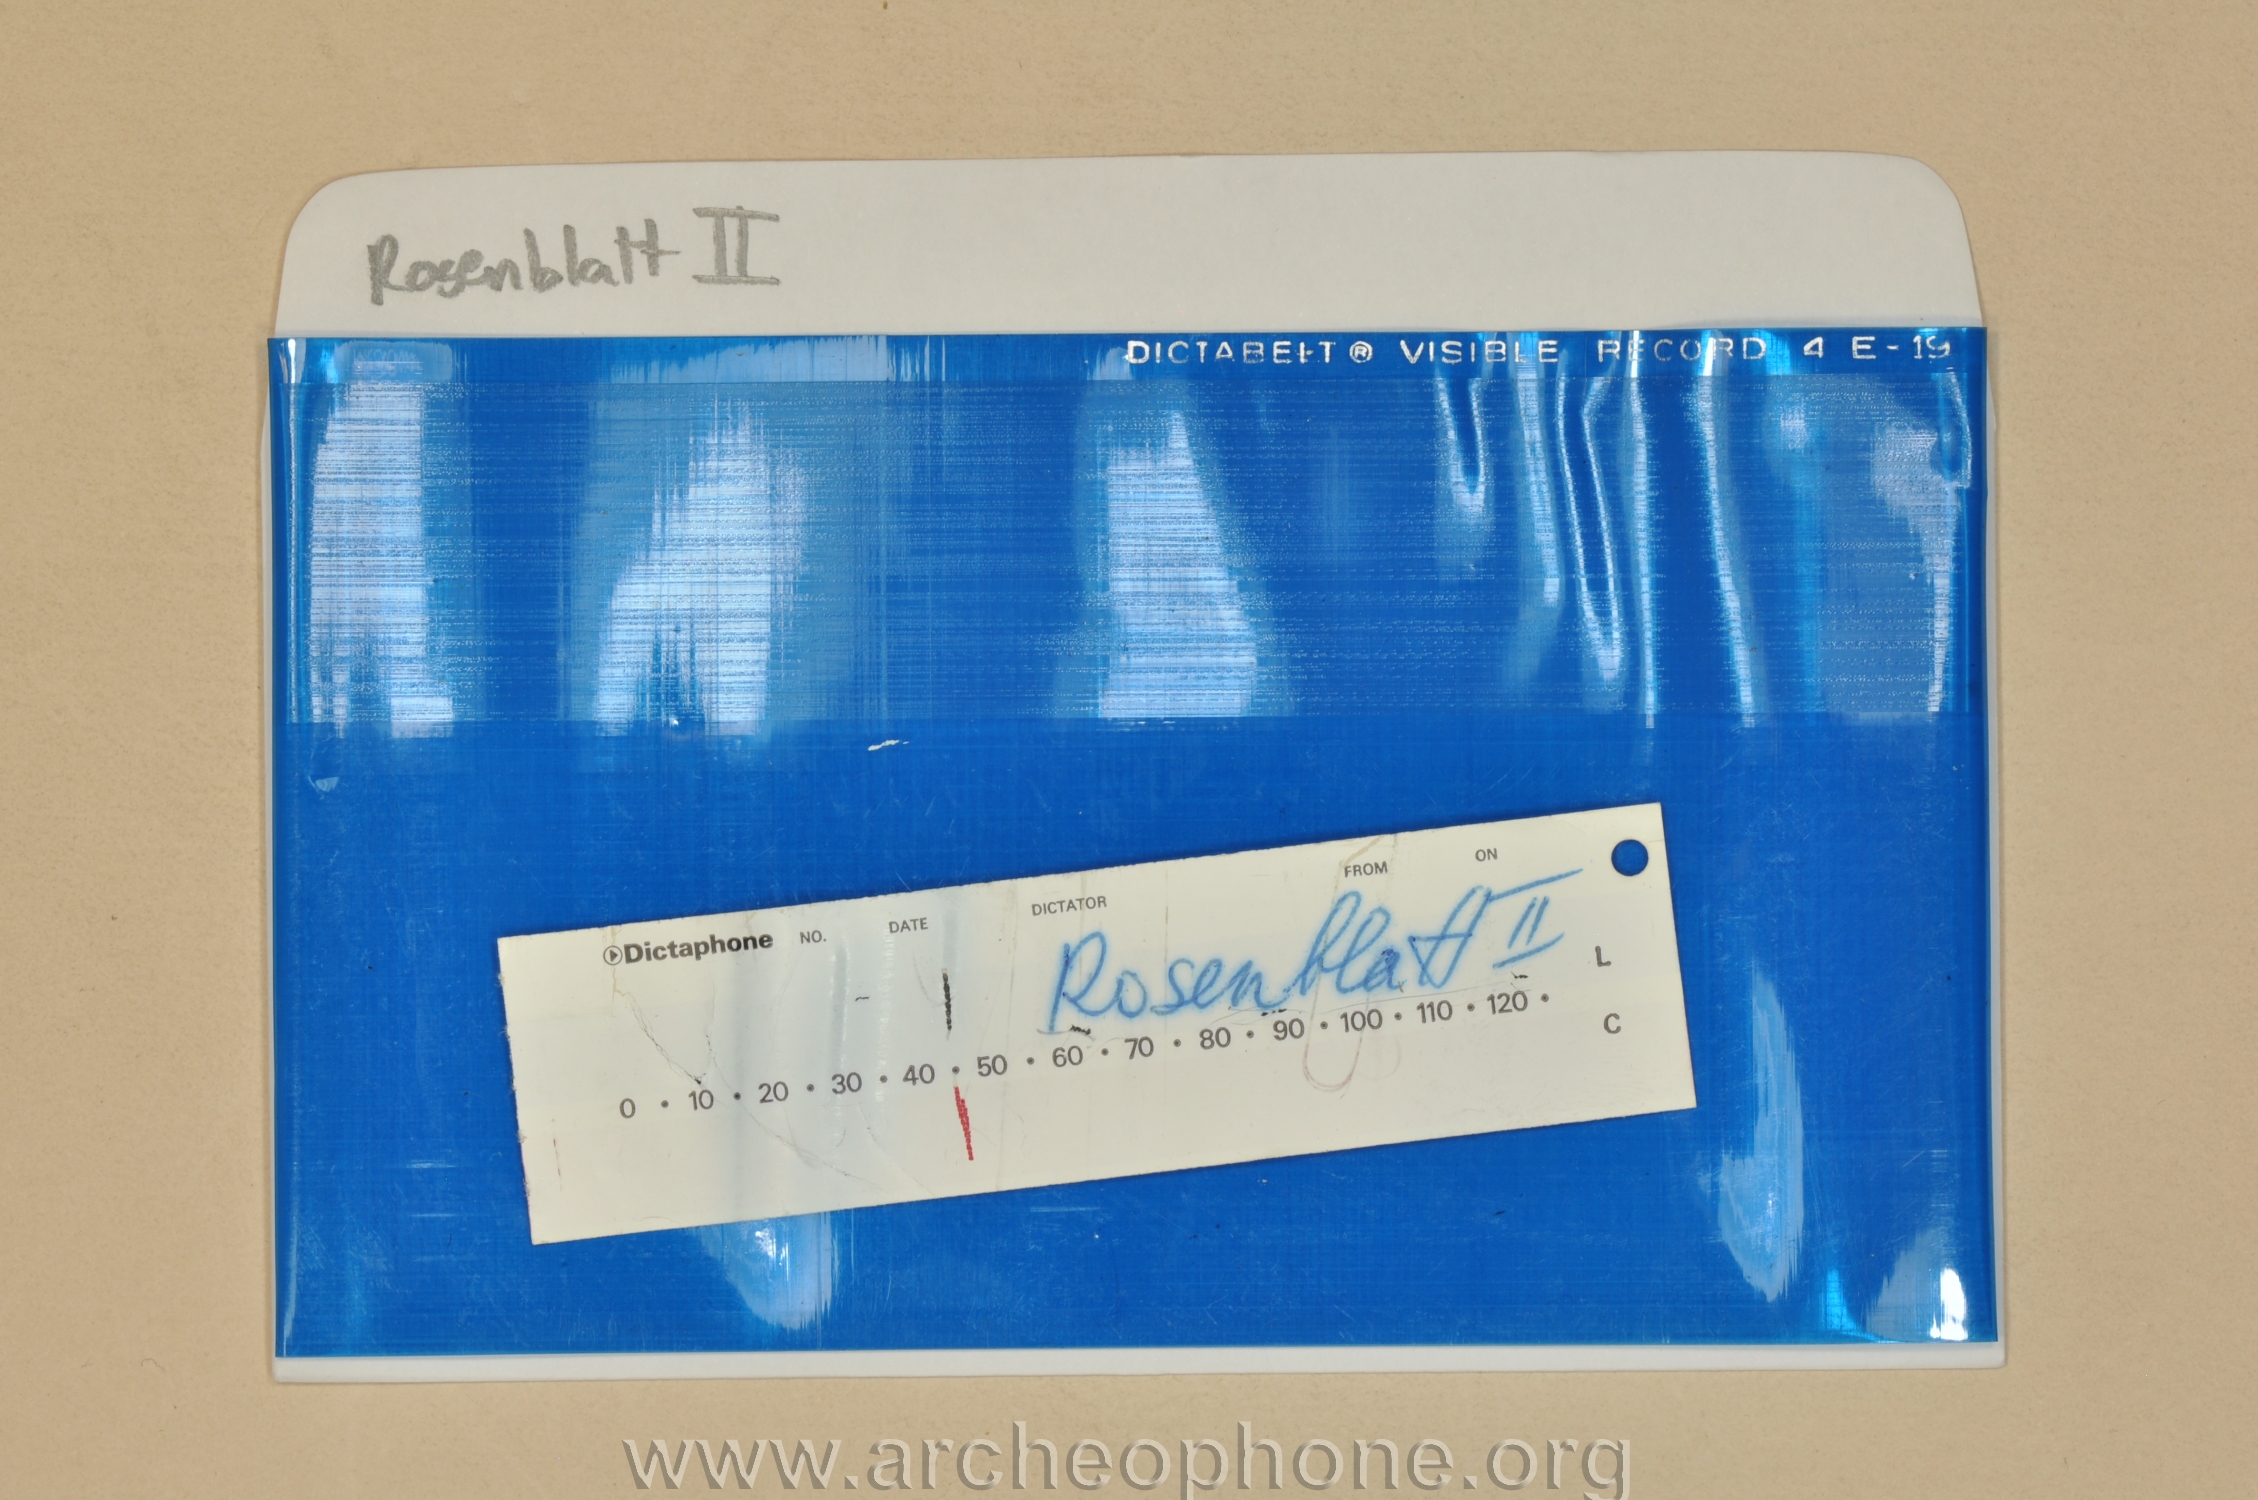 Rosenblatt II
DICTABELT® VISIBLE RECORD 4 E-19
Dictaphone NO. DATE DICTATOR FROM ON
Rosenblatt II
L
0 • 10 • 20 • 30 • 40 • 50 • 60 • 70 • 80 • 90 • 100 • 110 • 120 •
C
www.archeophone.org